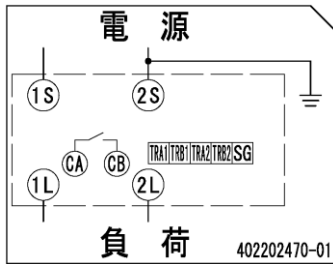 電源
1S 2S
CA CB TRA1 TRB1 TRA2 TRB2 SG
1L 2L
負荷
402202470-01